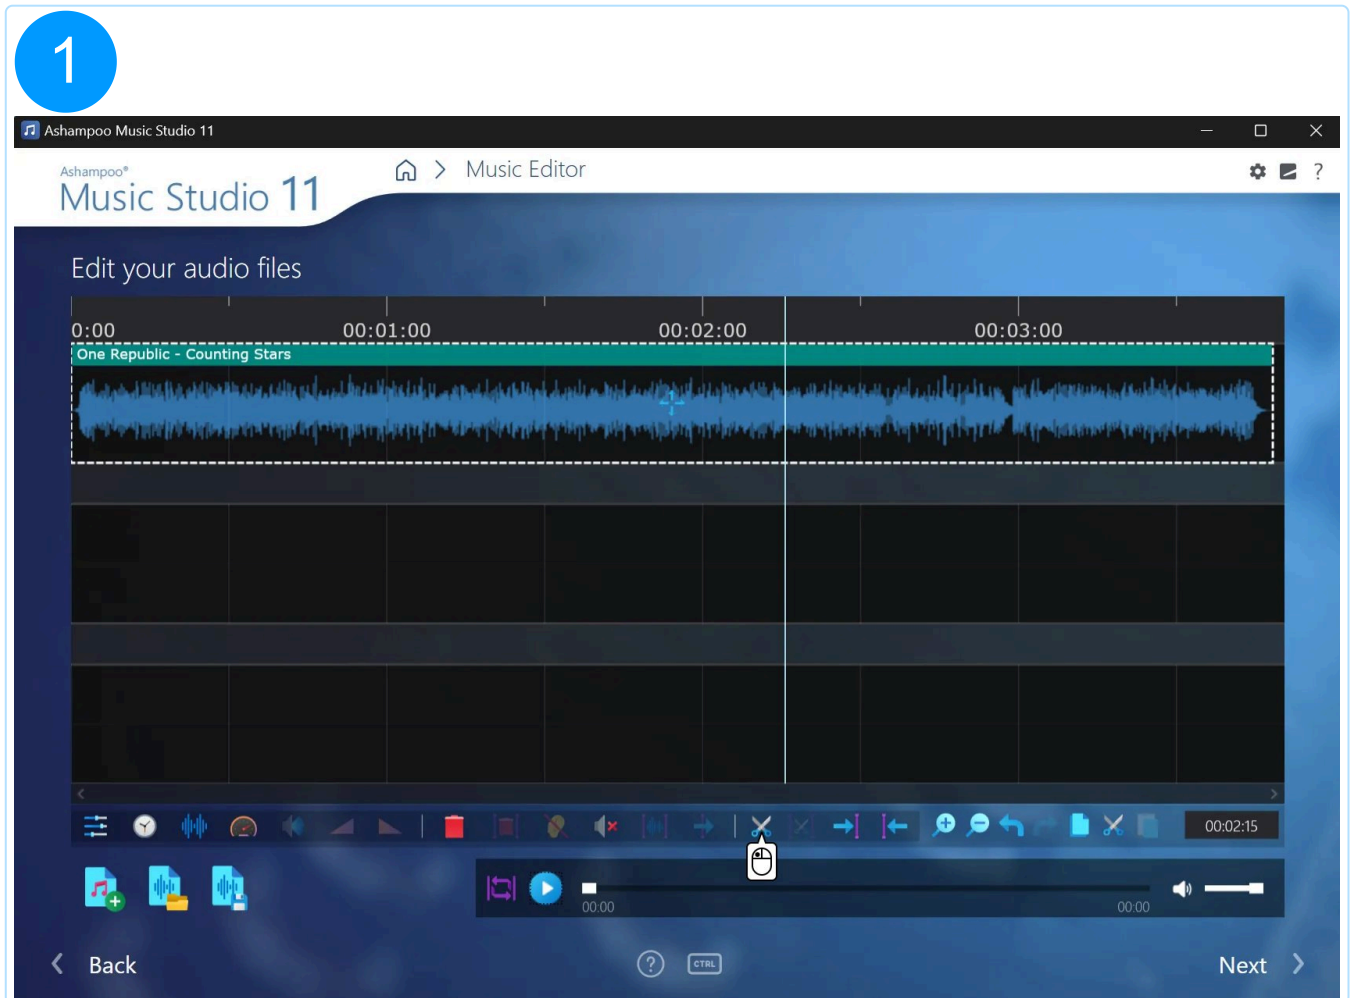 1
Ashampoo Music Studio 11
Ashampoo®
Music Studio 11
Music Editor
?
Edit your audio files
0:00 00:01:00 00:02:00 00:03:00
One Republic - Counting Stars
00:02:15
00:00 00:00
Back
?
CTRL
Next